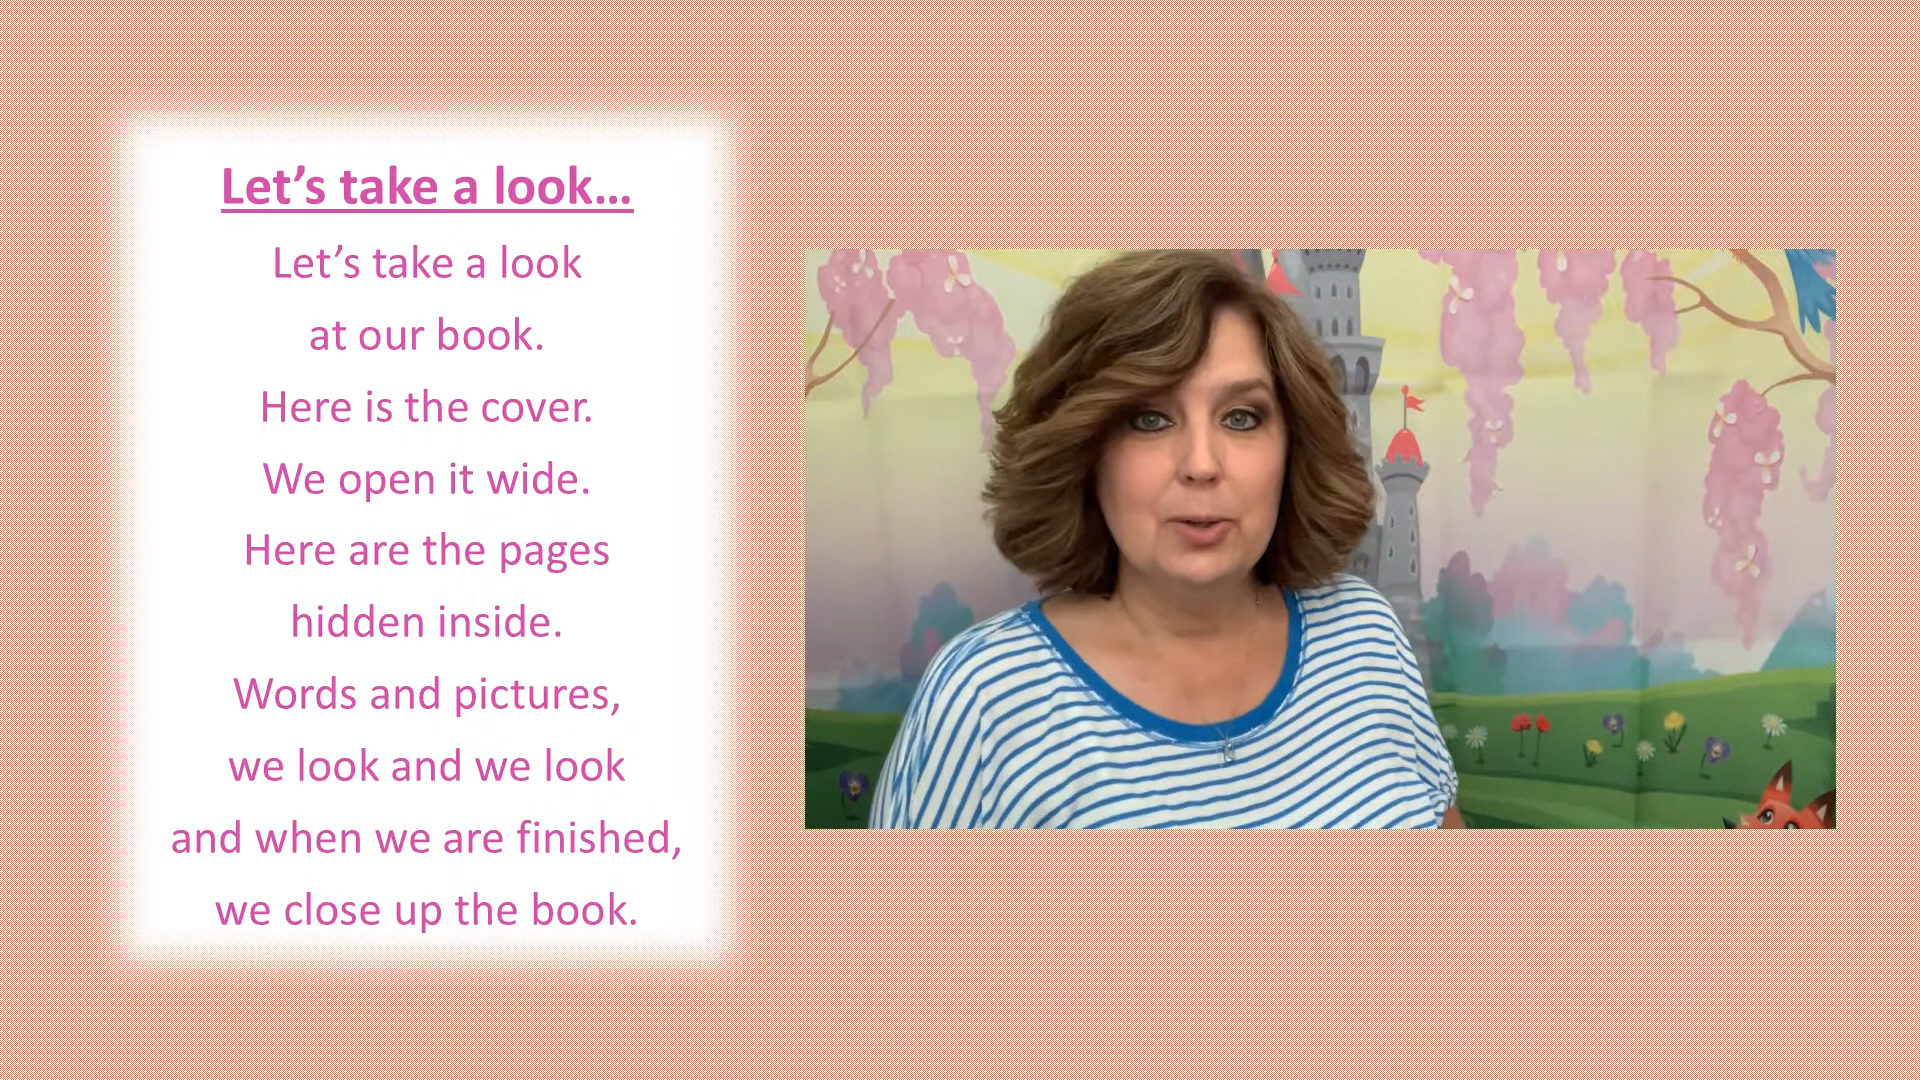 Let’s take a look…
Let’s take a look
at our book.
Here is the cover.
We open it wide.
Here are the pages
hidden inside.
Words and pictures,
we look and we look
and when we are finished,
we close up the book.